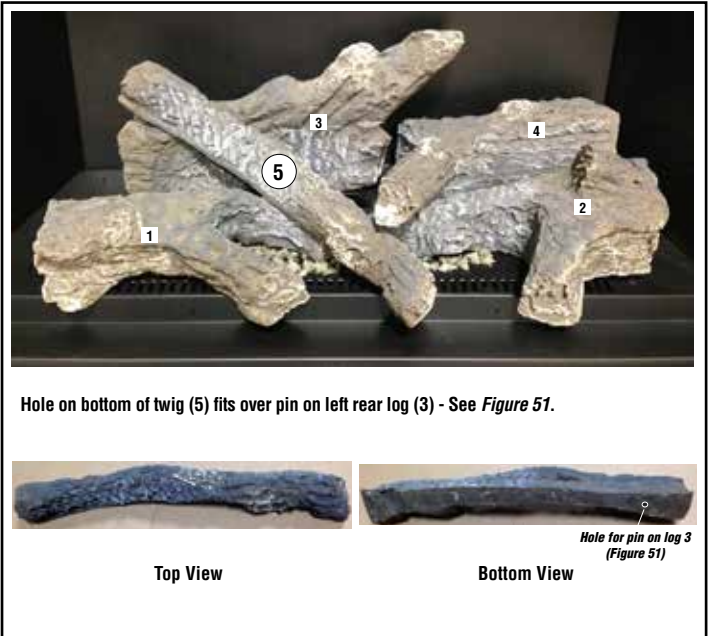 3
4
5
2
1
Hole on bottom of twig (5) fits over pin on left rear log (3) - See Figure 51.
Hole for pin on log 3
(Figure 51)
Top View
Bottom View